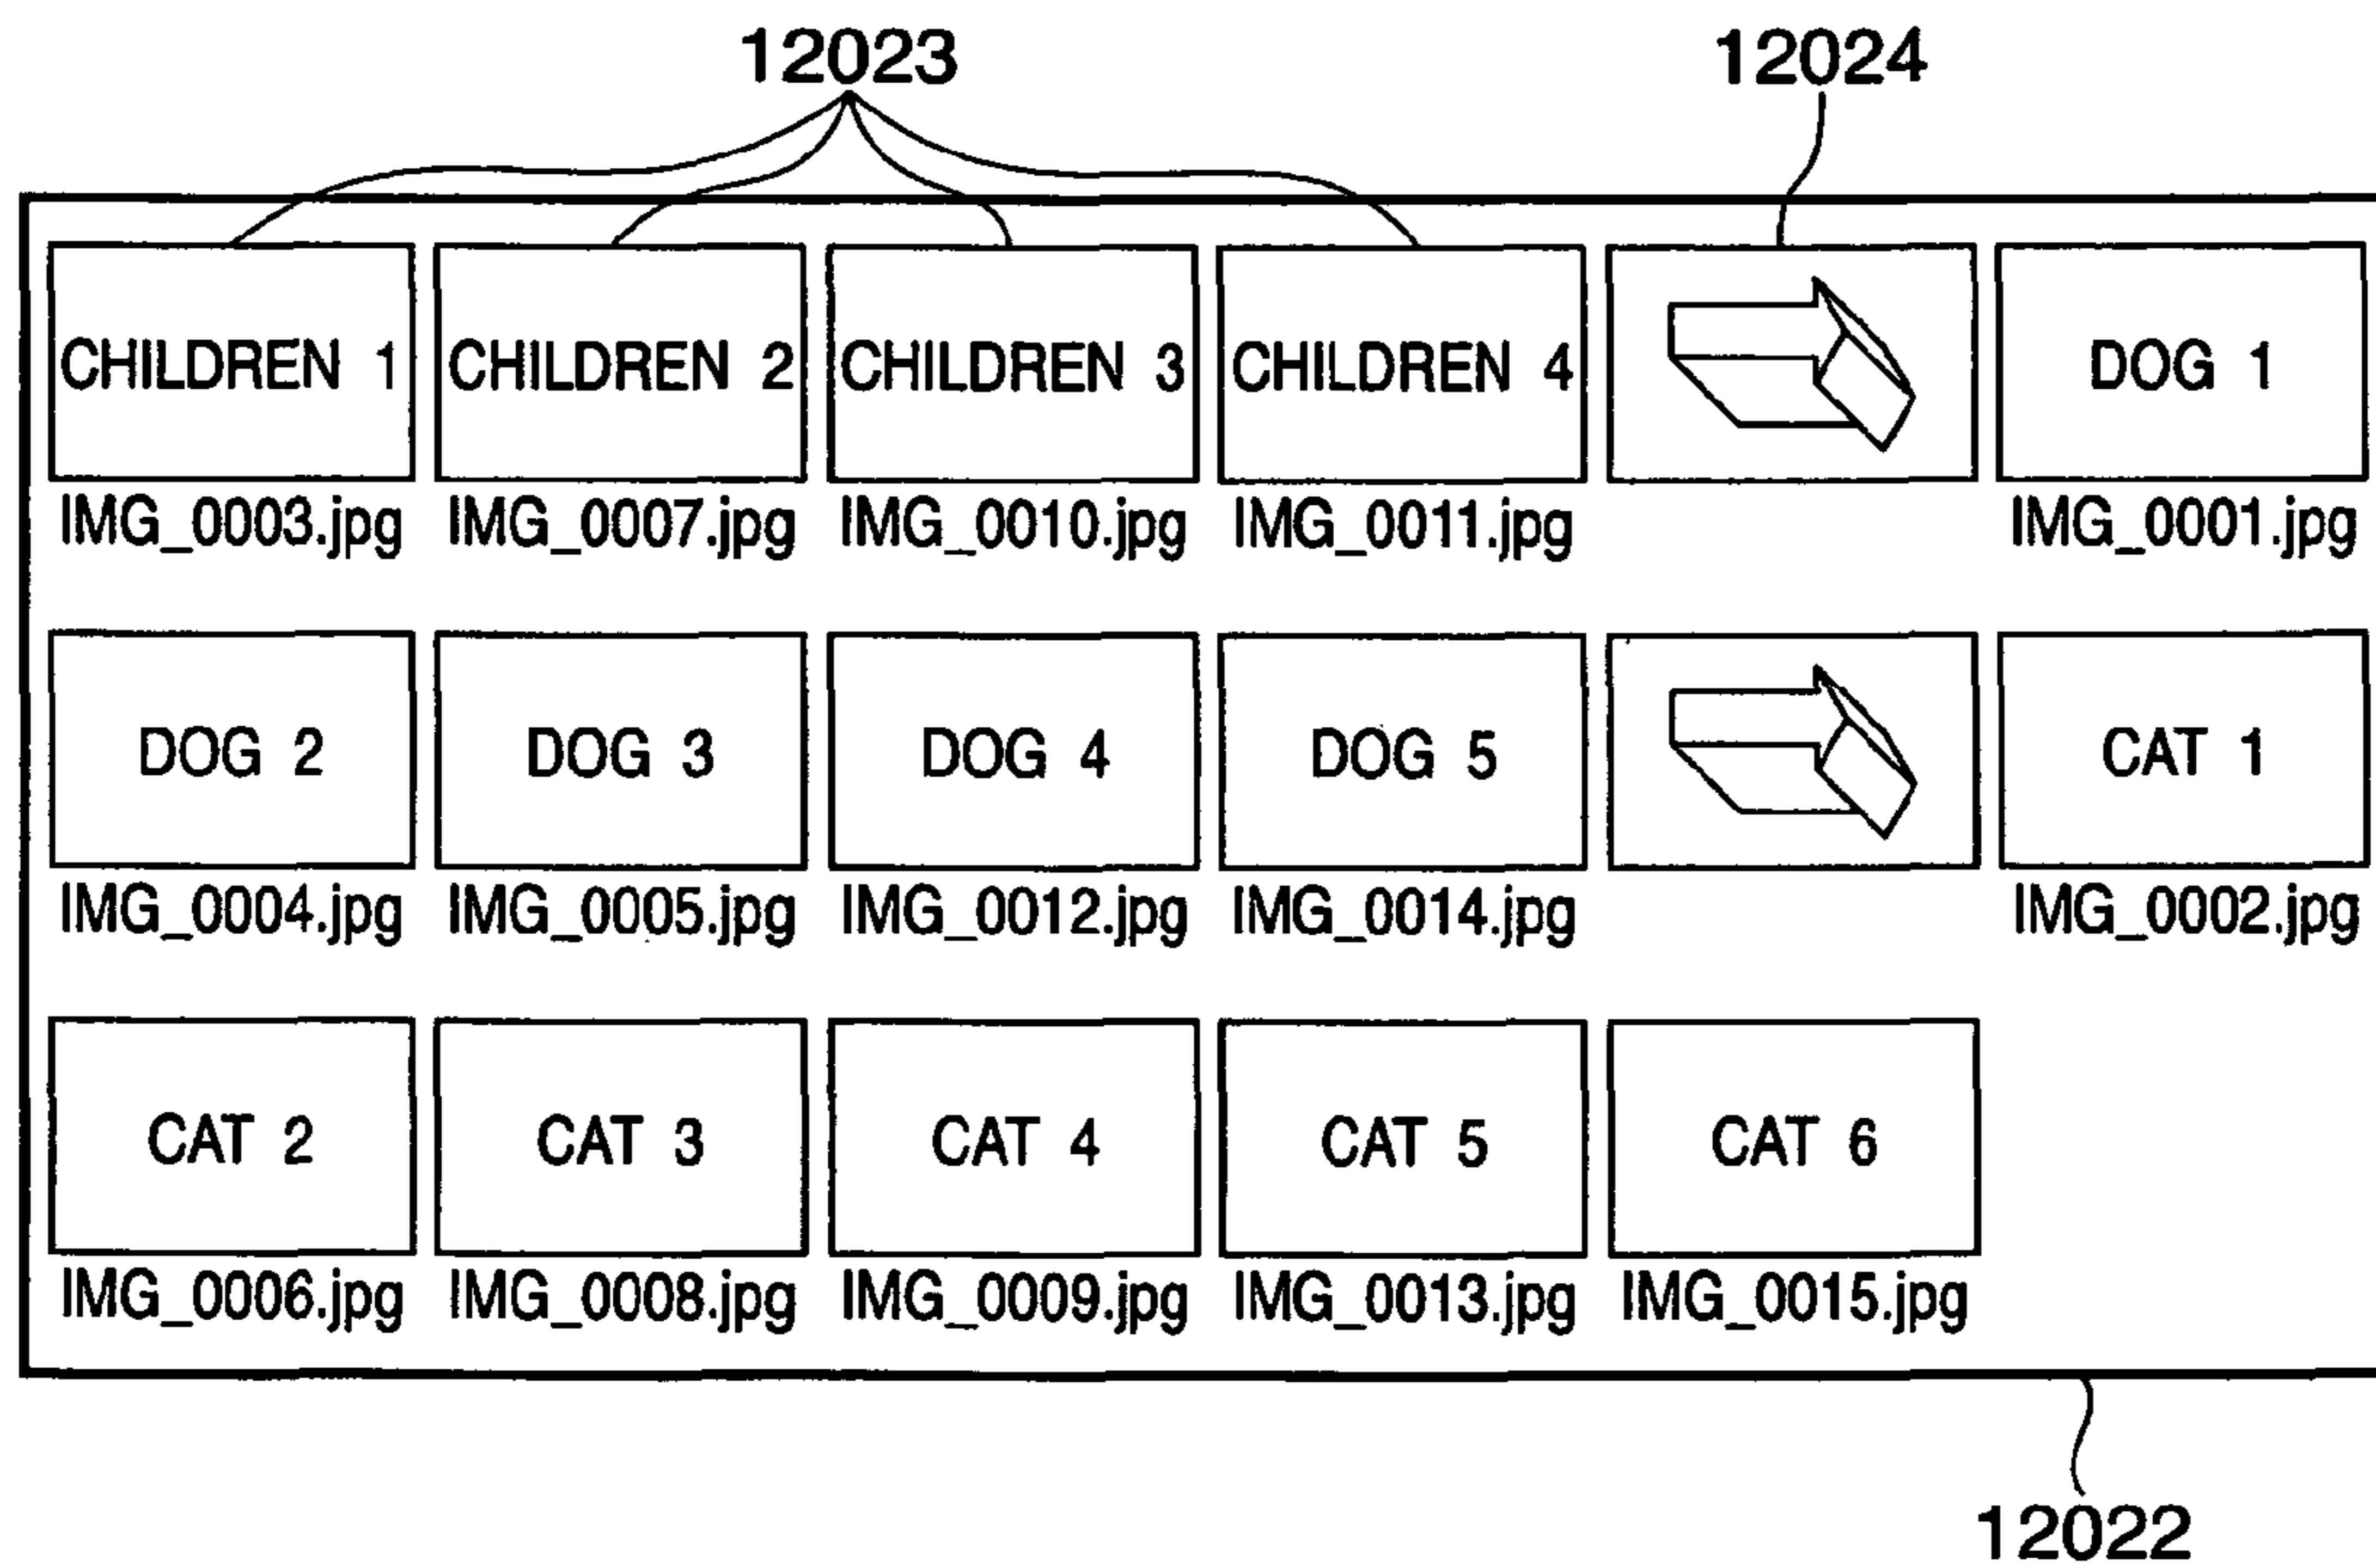 12023 12024
CHILDREN 1 CHILDREN 2 CHILDREN 3 CHILDREN 4 DOG 1
IMG_0003.jpg IMG_0007.jpg IMG_0010.jpg IMG_0011.jpg IMG_0001.jpg
DOG 2 DOG 3 DOG 4 DOG 5 CAT 1
IMG_0004.jpg IMG_0005.jpg IMG_0012.jpg IMG_0014.jpg IMG_0002.jpg
CAT 2 CAT 3 CAT 4 CAT 5 CAT 6
IMG_0006.jpg IMG_0008.jpg IMG_0009.jpg IMG_0013.jpg IMG_0015.jpg
12022